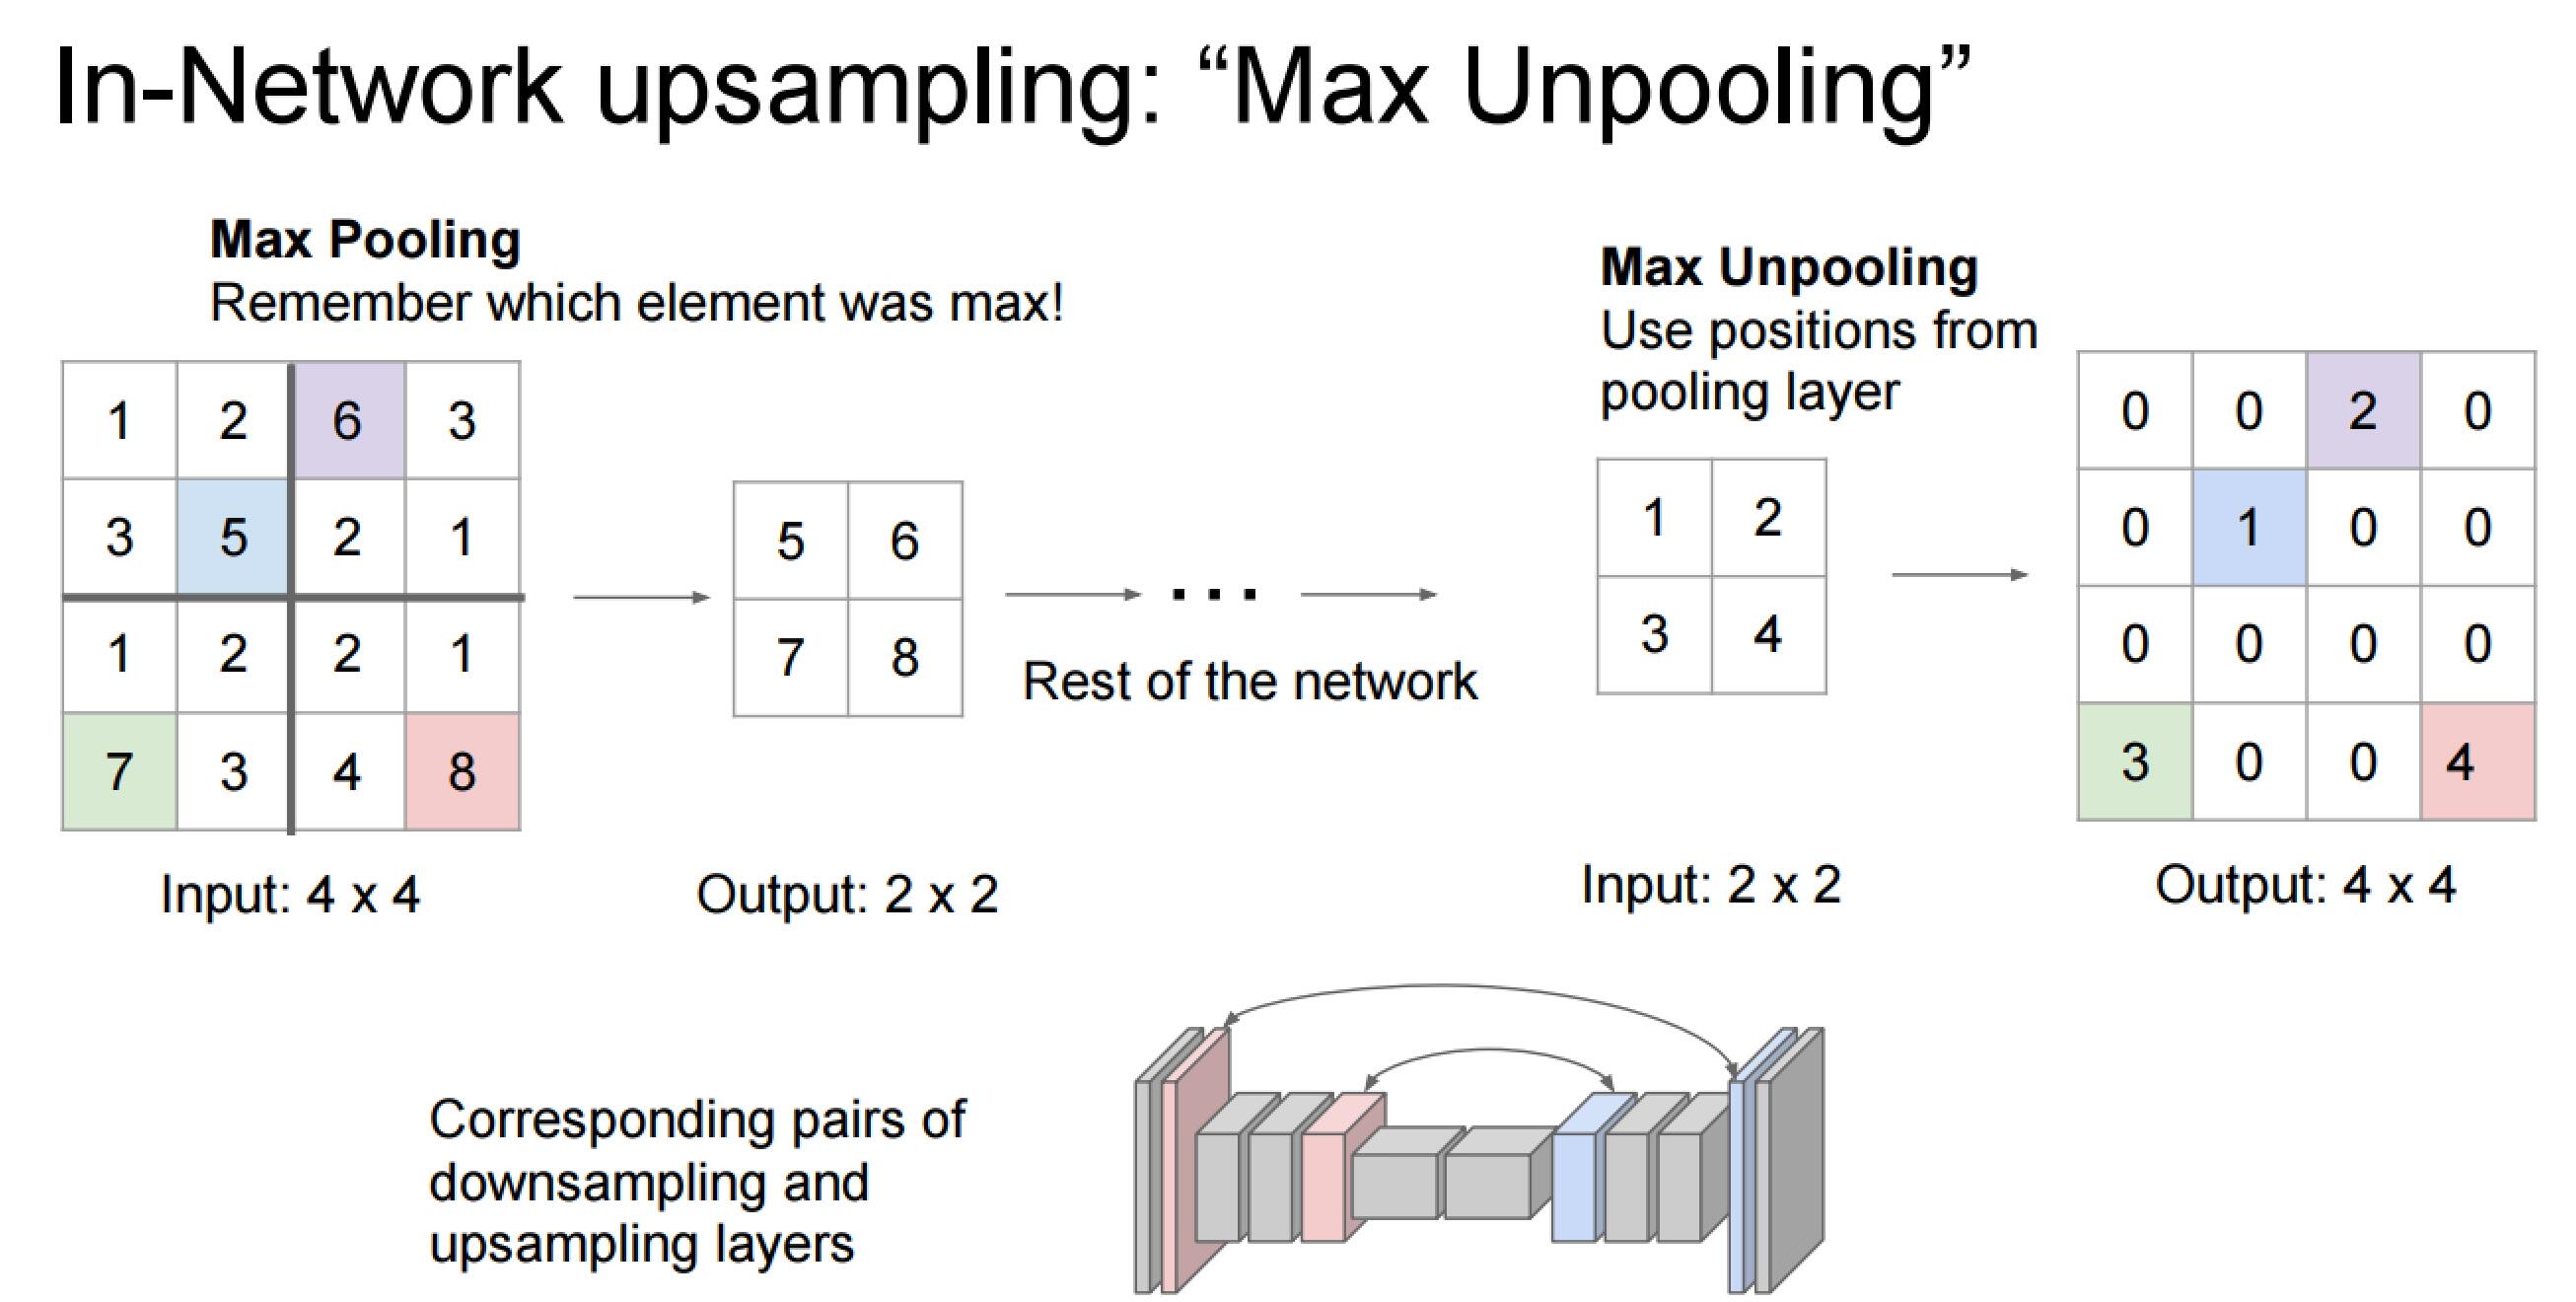 In-Network upsampling: “Max Unpooling”
Max Pooling
Remember which element was max!
1 2 6 3
3 5 2 1
1 2 2 1
7 3 4 8
Input: 4 x 4
5 6
7 8
Output: 2 x 2
...
Rest of the network
Max Unpooling
Use positions from
pooling layer
1 2
3 4
Input: 2 x 2
0 0 2 0
0 1 0 0
0 0 0 0
3 0 0 4
Output: 4 x 4
Corresponding pairs of
downsampling and
upsampling layers